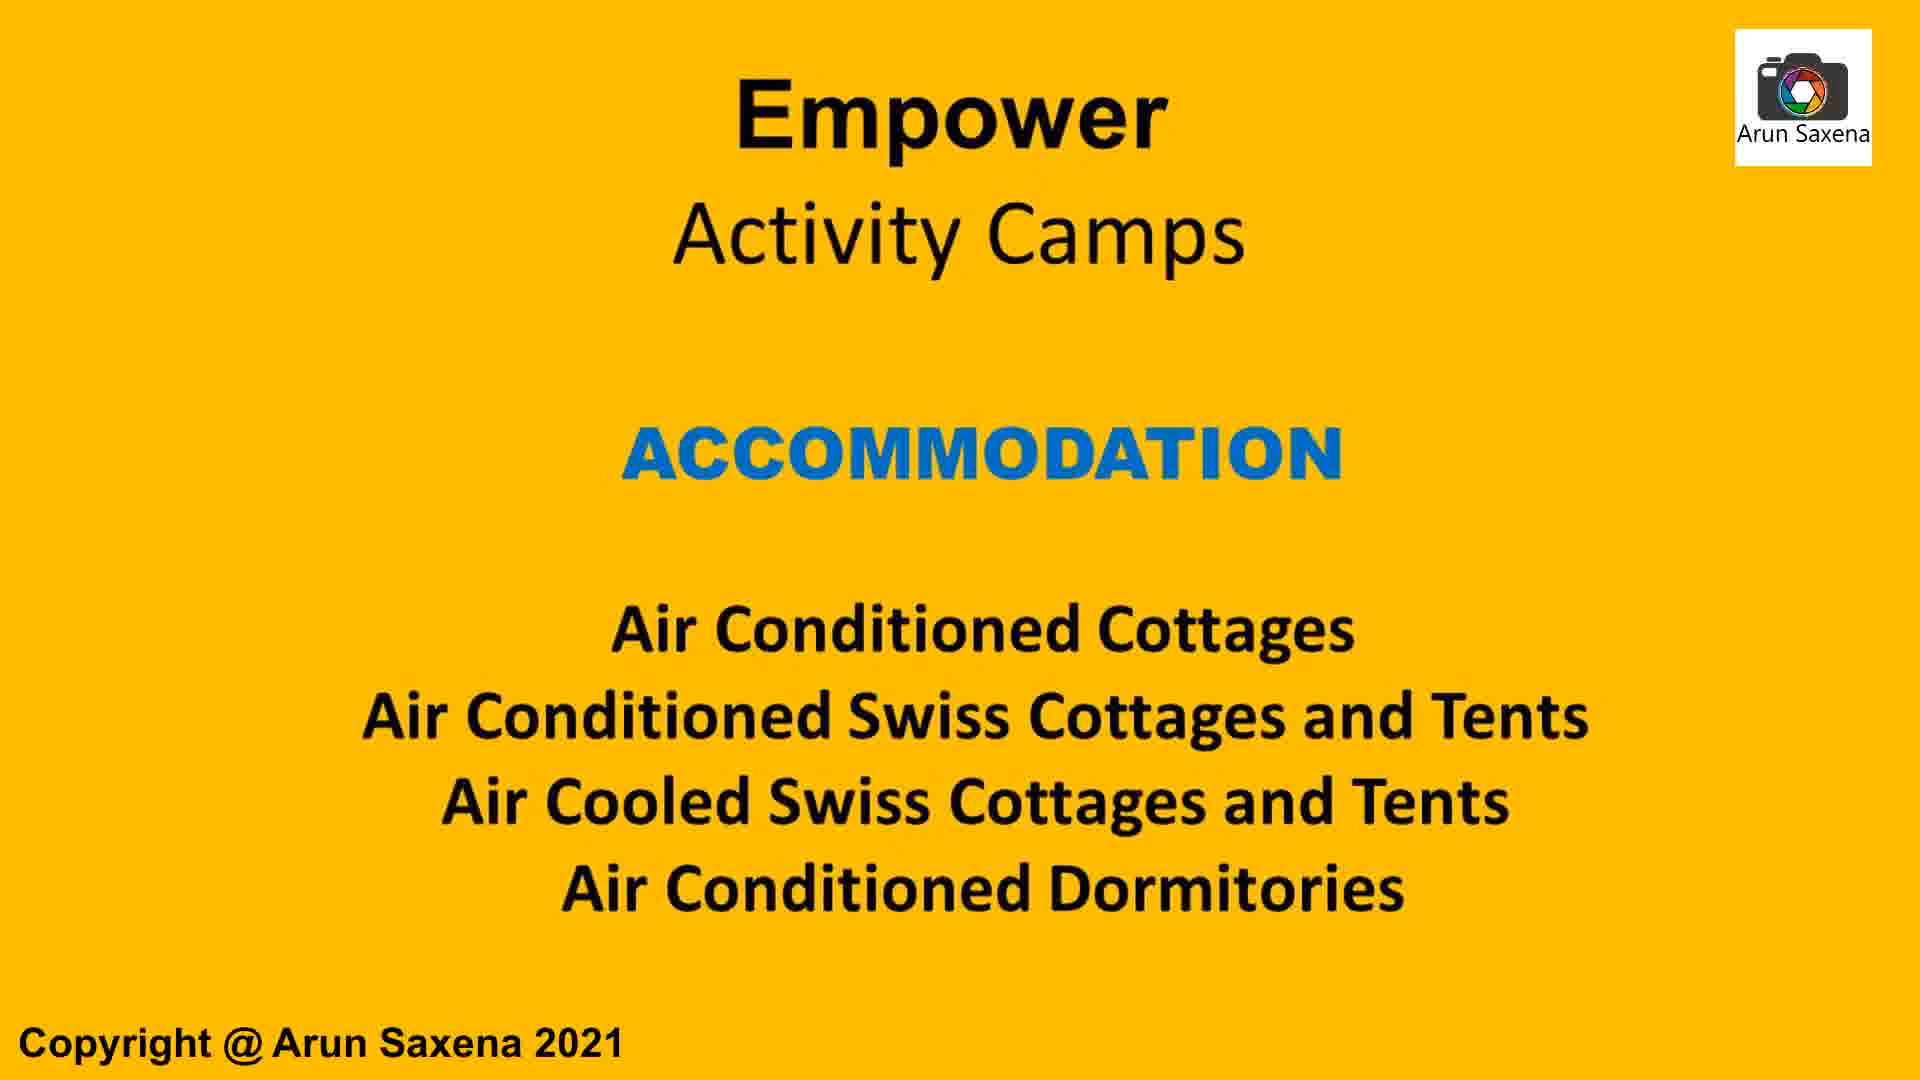 Empower
Arun Saxena
Activity Camps
ACCOMMODATION
Air Conditioned Cottages
Air Conditioned Swiss Cottages and Tents
Air Cooled Swiss Cottages and Tents
Air Conditioned Dormitories
Copyright @ Arun Saxena 2021